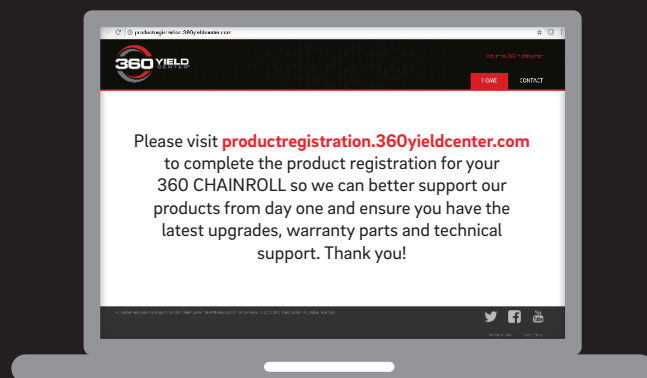 productregistration.360yieldcenter.com
360 YIELD
CENTER
HOME CONTACT
Please visit productregistration.360yieldcenter.com
to complete the product registration for your
360 CHAINROLL so we can better support our
products from day one and ensure you have the
latest upgrades, warranty parts and technical
support. Thank you!
You
Tube